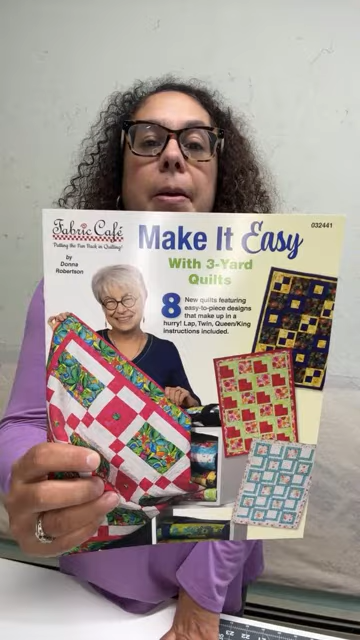 Fabric Café
Putting the Fun Back in Quilting!
by
Donna
Robertson
032441
Make It Easy
With 3-Yard
Quilts
8 New quilts featuring
easy-to-piece designs
that make up in a
hurry! Lap, Twin, Queen/King
instructions included.